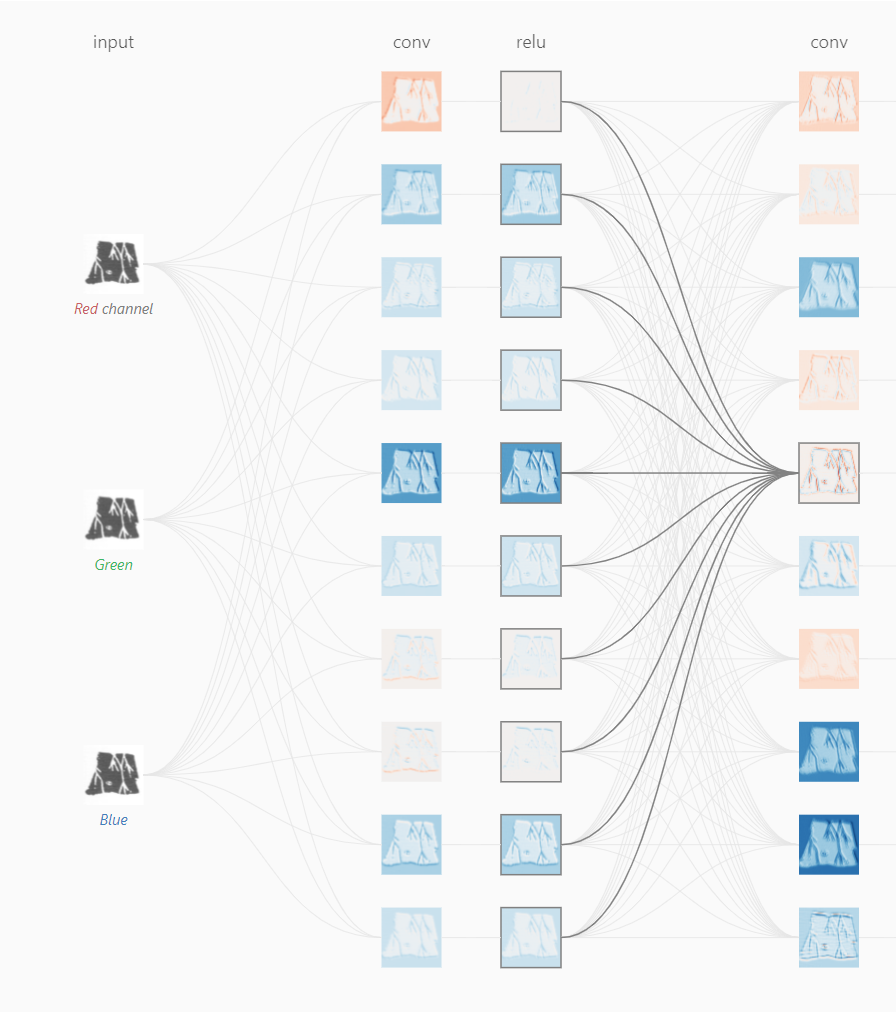 input
conv
relu
conv
Red channel
Green
Blue